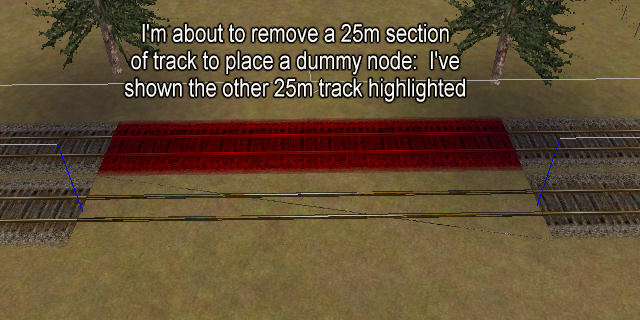 I'm about to remove a 25m section
of track to place a dummy node:  I've
shown the other 25m track highlighted